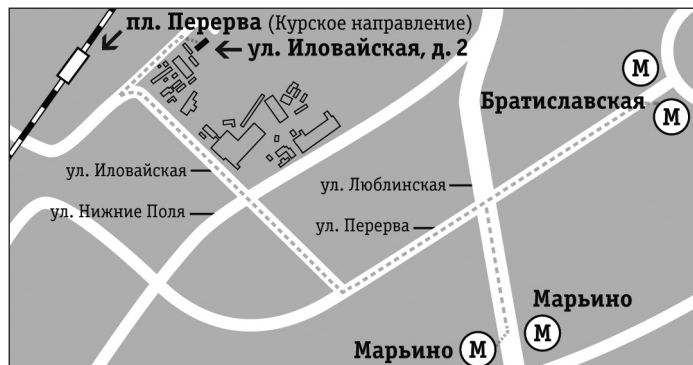 пл. Перерва (Курское направление)
ул. Иловайская, д. 2
М
Братиславская
М
ул. Иловайская
ул. Люблинская
ул. Нижние Поля
ул. Перерва
Марьино
М
Марьино М